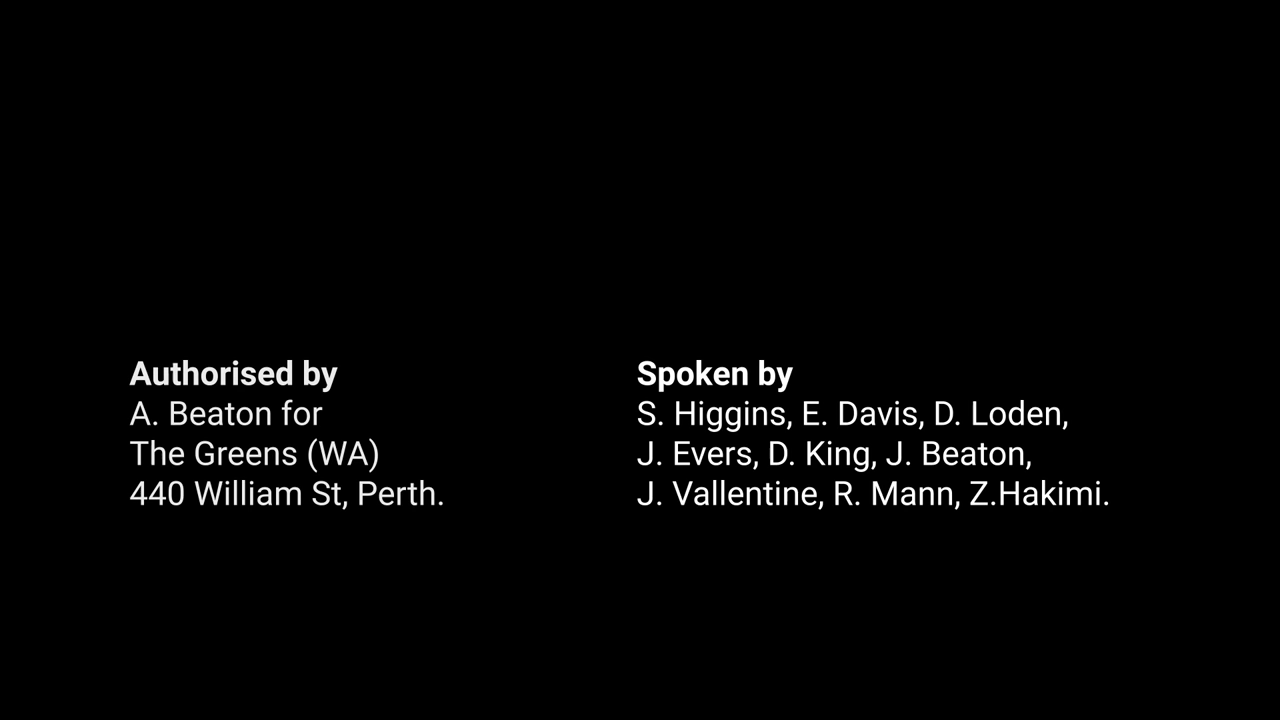 Authorised by
A. Beaton for
The Greens (WA)
440 William St, Perth.
Spoken by
S. Higgins, E. Davis, D. Loden,
J. Evers, D. King, J. Beaton,
J. Vallentine, R. Mann, Z.Hakimi.